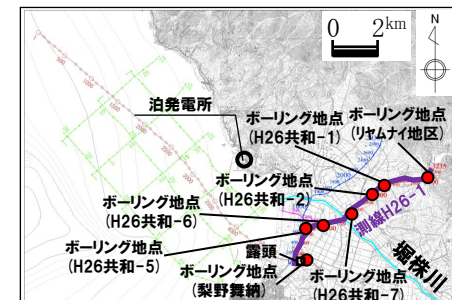 0 2km
N
泊発電所
ボーリング地点
(H26共和-1)
ボーリング地点
(リヤムナイ地区)
ボーリング地点
(H26共和-2)
ボーリング地点
(H26共和-6)
測線H26-1
ボーリング地点
(H26共和-5)
露頭
ボーリング地点
(梨野舞納)
ボーリング地点
(H26共和-7)
堀株川